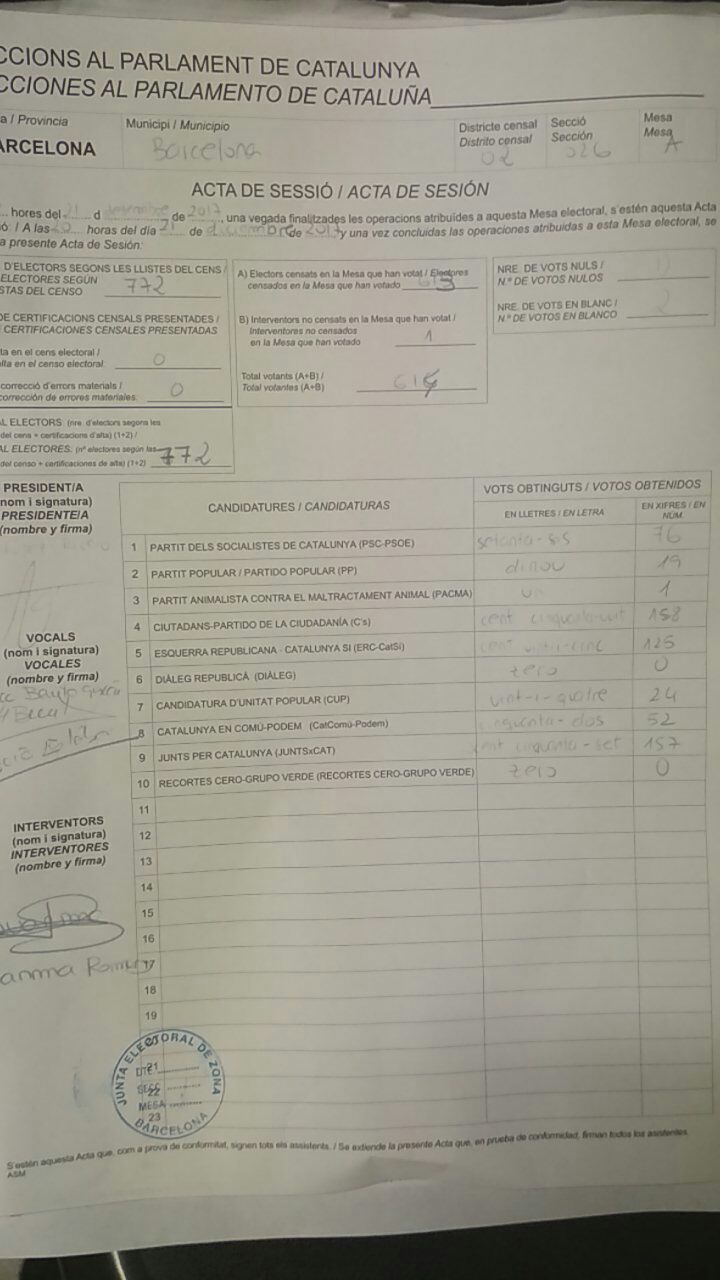 CCIONS AL PARLAMENT DE CATALUNYA
CCIONES AL PARLAMENTO DE CATALUÑA
a / Provincia
ARCELONA
Municipi / Municipio
Barcelona
Districte censal
Distrito censal
02
Secció
Sección
026
Mesa
Mesa
A
ACTA DE SESSIÓ / ACTA DE SESIÓN
hores del 21 d desembre de 2017, una vegada finalitzades les operacions atribuïdes a aquesta Mesa electoral, s'estén aquesta Acta
ó. / A las 20 horas del día 21 de diciembre de 2017 y una vez concluidas las operaciones atribuidas a esta Mesa electoral, se
a presente Acta de Sesión:
D'ELECTORS SEGONS LES LLISTES DEL CENS /
ELECTORES SEGÚN
STAS DEL CENSO 772
DE CERTIFICACIONS CENSALS PRESENTADES /
CERTIFICACIONES CENSALES PRESENTADAS
ta en el cens electoral /
lta en el censo electoral: 0
correcció d'errors materials /
corrección de errores materiales: 0
AL ELECTORS: (nre. d'electors segons les
del cens + certificacions d'alta) (1+2) /
AL ELECTORES: (nº electores según las
del censo + certificaciones de alta) (1+2) 772
A) Electors censats en la Mesa que han votat / Electores
censados en la Mesa que han votado
B) Interventors no censats en la Mesa que han votat /
Interventores no censados
en la Mesa que han votado 1
Total votants (A+B) /
Total votantes (A+B)
NRE. DE VOTS NULS /
N.º DE VOTOS NULOS
NRE. DE VOTS EN BLANC /
N.º DE VOTOS EN BLANCO 2
PRESIDENT/A
(nom i signatura)
PRESIDENTE/A
(nombre y firma)
VOCALS
(nom i signatura)
VOCALES
(nombre y firma)
INTERVENTORS
(nom i signatura)
INTERVENTORES
(nombre y firma)
CANDIDATURES / CANDIDATURAS
VOTS OBTINGUTS / VOTOS OBTENIDOS
EN LLETRES / EN LETRA
EN XIFRES / EN NÚM.
1 PARTIT DELS SOCIALISTES DE CATALUNYA (PSC-PSOE) setanta-sis 76
2 PARTIT POPULAR / PARTIDO POPULAR (PP) dinou 19
3 PARTIT ANIMALISTA CONTRA EL MALTRACTAMENT ANIMAL (PACMA) un 1
4 CIUTADANS-PARTIDO DE LA CIUDADANÍA (C's) cent cinquanta-vuit 158
5 ESQUERRA REPUBLICANA - CATALUNYA SI (ERC-CatSí) cent vint-i-cinc 125
6 DIÀLEG REPUBLICÀ (DIÀLEG) zero 0
7 CANDIDATURA D'UNITAT POPULAR (CUP) vint-i-quatre 24
8 CATALUNYA EN COMÚ-PODEM (CatComú-Podem) cinquanta-dos 52
9 JUNTS PER CATALUNYA (JUNTSxCAT) cent cinquanta-set 157
10 RECORTES CERO-GRUPO VERDE (RECORTES CERO-GRUPO VERDE) zero 0
11
12
13
14
15
16
17
18
19
JUNTA ELECTORAL DE ZONA
DTE. 21
SECC. 22
MESA
23
BARCELONA
S'estén aquesta Acta que, com a prova de conformitat, signen tots els assistents. / Se extiende la presente Acta que, en prueba de conformidad, firman todos los asistentes.
ASM